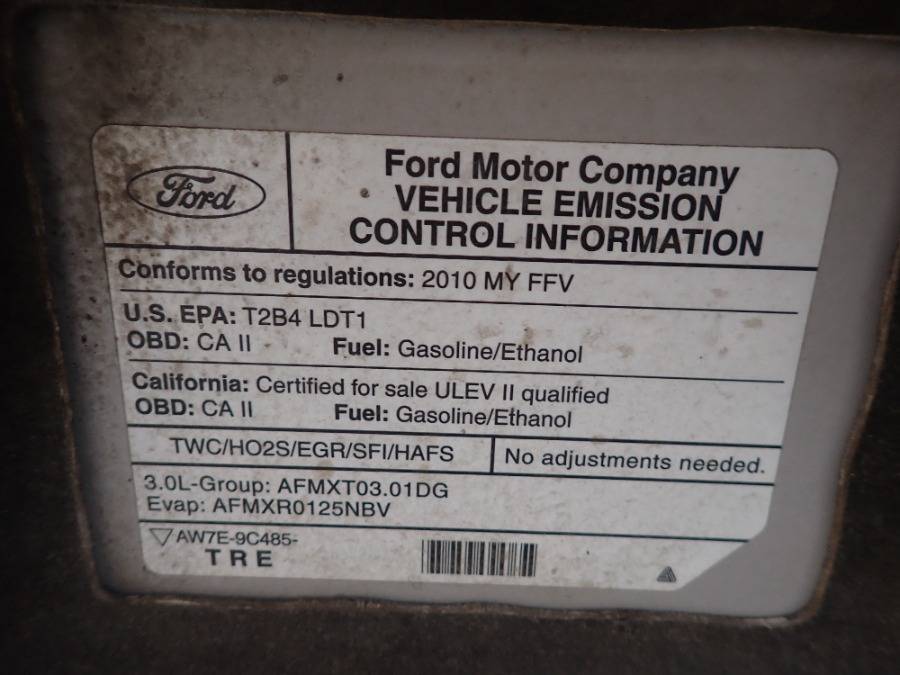 Ford
Ford Motor Company
VEHICLE EMISSION
CONTROL INFORMATION
Conforms to regulations: 2010 MY FFV
U.S. EPA: T2B4 LDT1
OBD: CA II Fuel: Gasoline/Ethanol
California: Certified for sale ULEV II qualified
OBD: CA II Fuel: Gasoline/Ethanol
TWC/HO2S/EGR/SFI/HAFS
No adjustments needed.
3.0L-Group: AFMXT03.01DG
Evap: AFMXR0125NBV
AW7E-9C485-
TRE